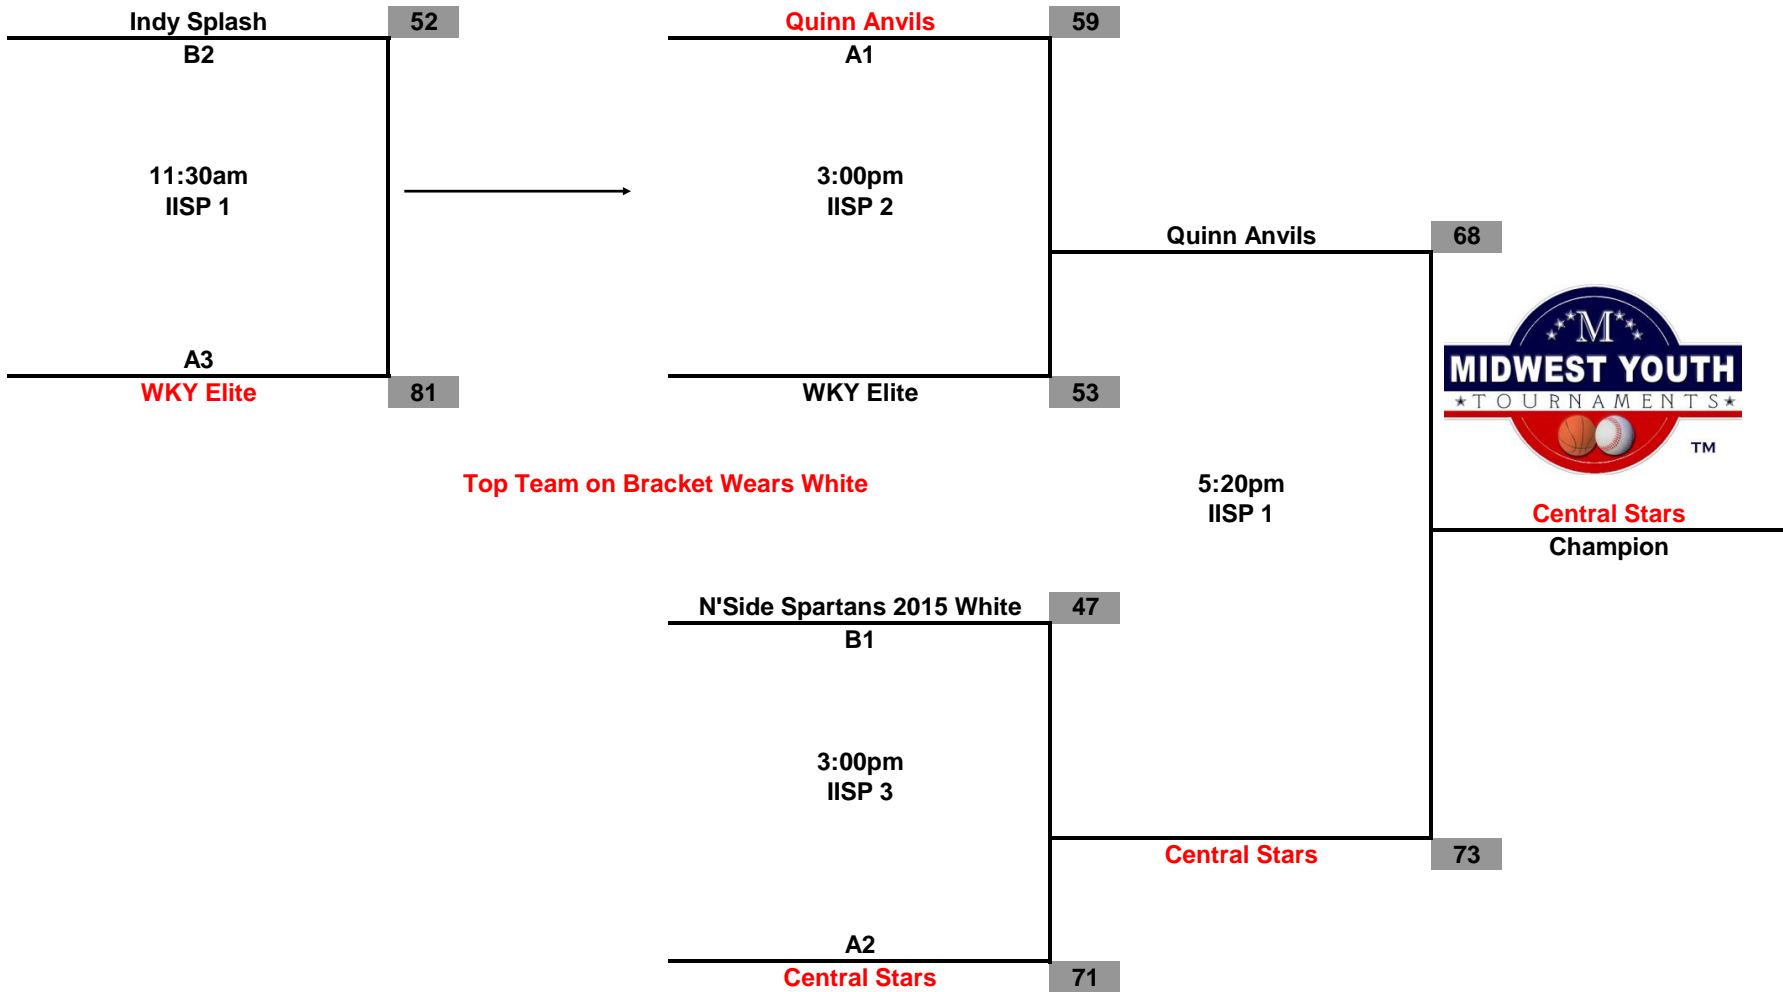 Indy Splash 52
B2
11:30am
IISP 1
A3
WKY Elite 81
Quinn Anvils 59
A1
3:00pm
IISP 2
WKY Elite 53
Top Team on Bracket Wears White
N'Side Spartans 2015 White 47
B1
3:00pm
IISP 3
A2
Central Stars 71
Quinn Anvils 68
5:20pm
IISP 1
Central Stars 73
M
MIDWEST YOUTH
TOURNAMENTS
TM
Central Stars
Champion